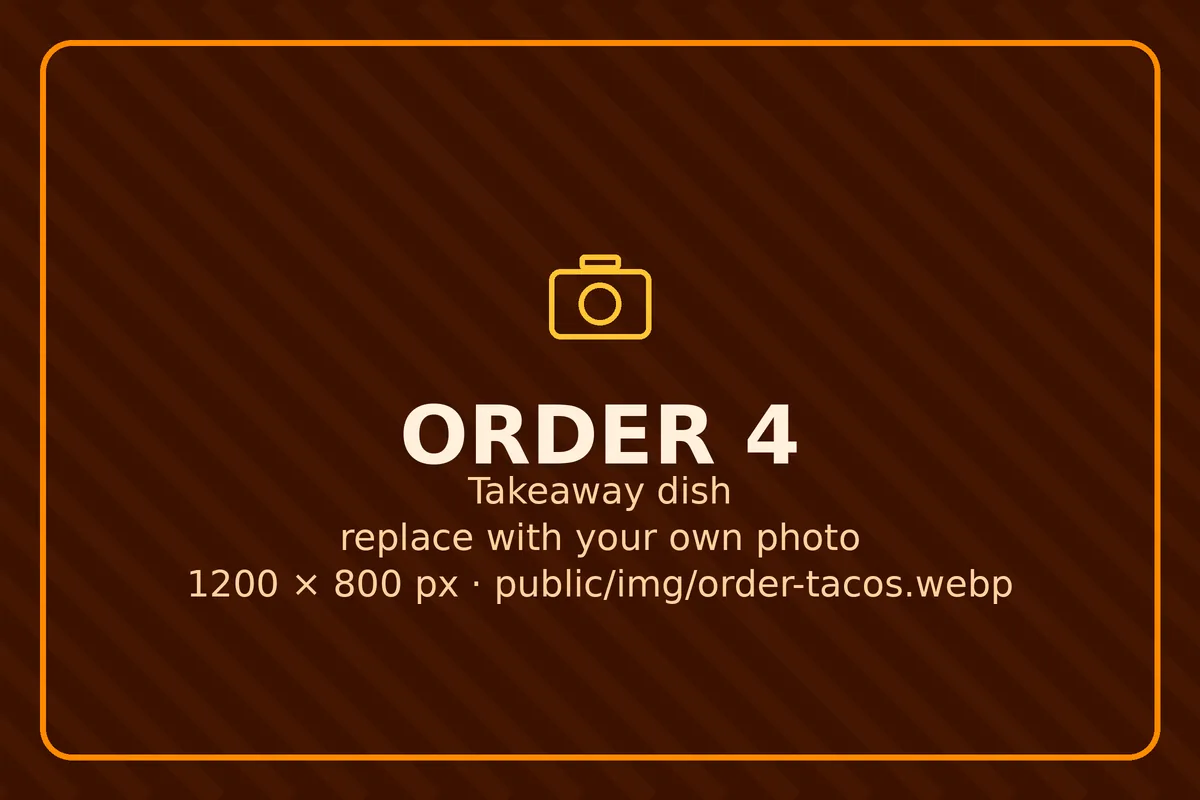 ORDER 4
Takeaway dish
replace with your own photo
1200 × 800 px · public/img/order-tacos.webp